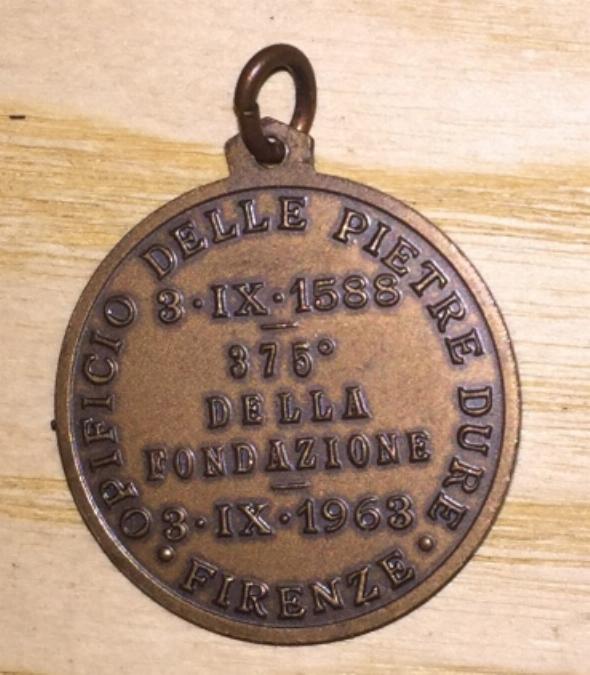 OPIFICIO DELLE PIETRE DURE
3·IX·1588
375°
DELLA
FONDAZIONE
3·IX·1963
• FIRENZE •